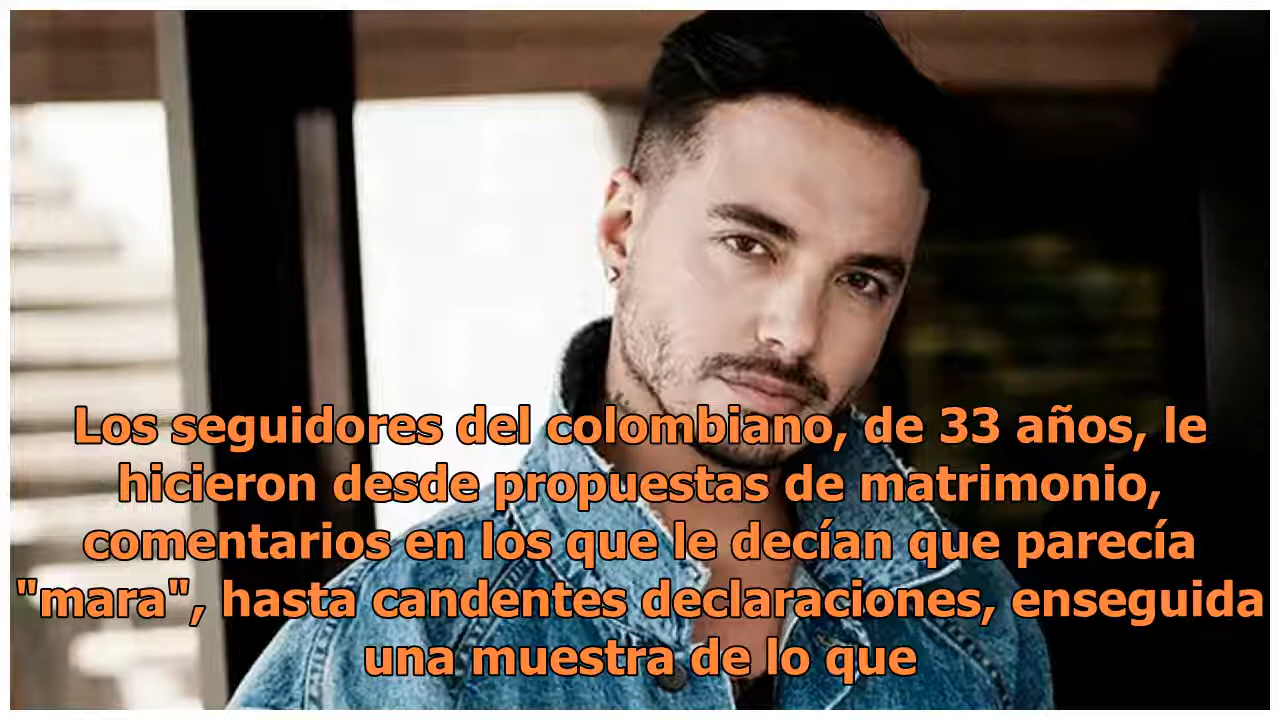 Los seguidores del colombiano, de 33 años, le
hicieron desde propuestas de matrimonio,
comentarios en los que le decían que parecía
"mara", hasta candentes declaraciones, enseguida
una muestra de lo que